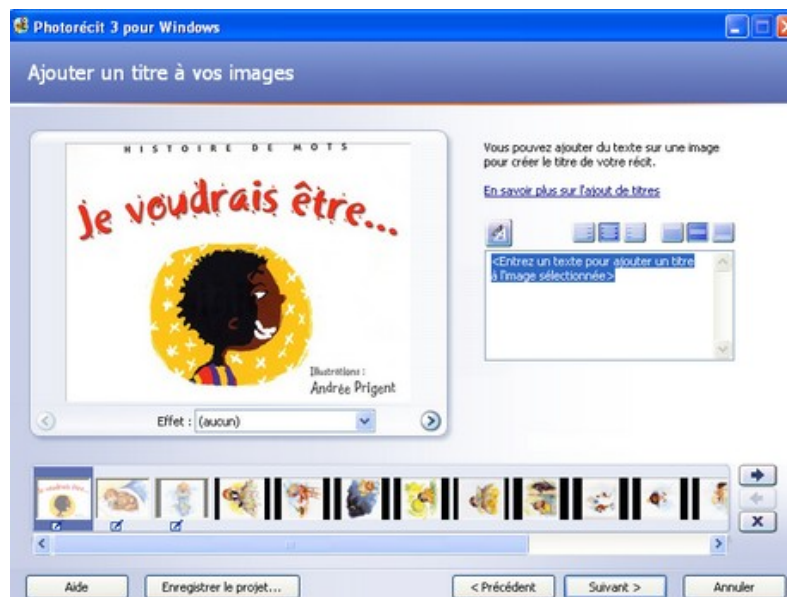 Photorécit 3 pour Windows
Ajouter un titre à vos images
HISTOIRE DE MOTS
Je voudrais être...
Illustrations :
Andrée Prigent
Effet : (aucun)
Vous pouvez ajouter du texte sur une image
pour créer le titre de votre récit.
En savoir plus sur l'ajout de titres
<Entrez un texte pour ajouter un titre
à l'image sélectionnée>
Je voudrais être...
Aide
Enregistrer le projet...
< Précédent
Suivant >
Annuler